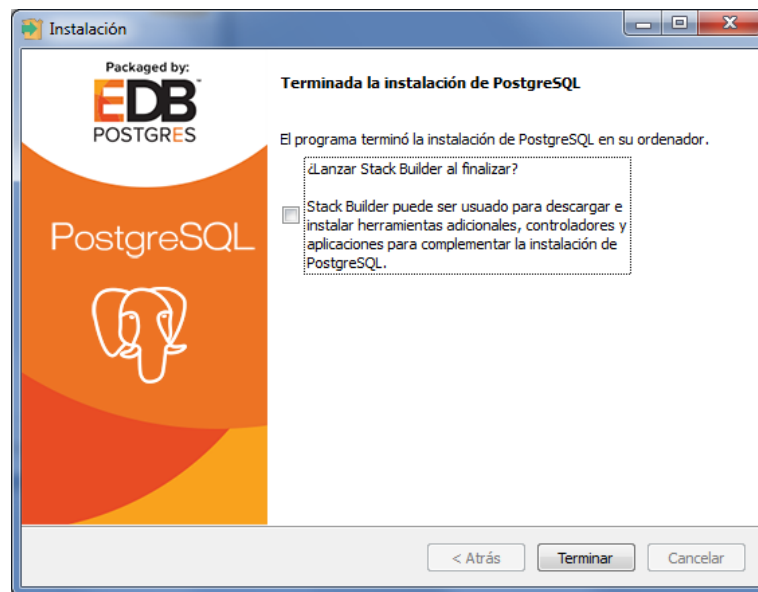 Instalación
Packaged by:
EDB
POSTGRES
PostgreSQL
Terminada la instalación de PostgreSQL
El programa terminó la instalación de PostgreSQL en su ordenador.
¿Lanzar Stack Builder al finalizar?
Stack Builder puede ser usado para descargar e
instalar herramientas adicionales, controladores y
aplicaciones para complementar la instalación de
PostgreSQL.
< Atrás
Terminar
Cancelar